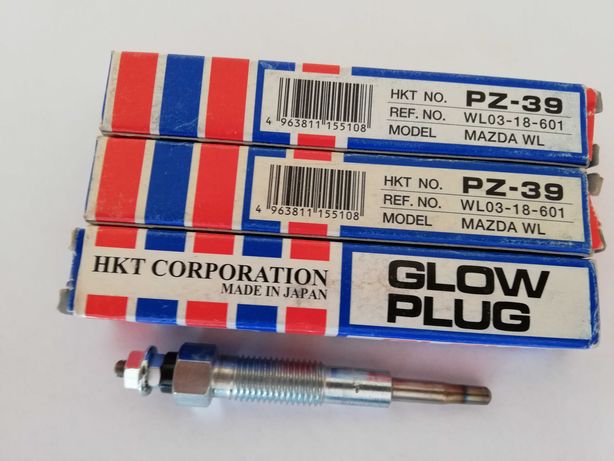 HKT NO. PZ-39
REF. NO. WL03-18-601
MODEL MAZDA WL
4 963811 155108
HKT NO. PZ-39
REF. NO. WL03-18-601
MODEL MAZDA WL
4 963811 155108
HKT CORPORATION
MADE IN JAPAN
GLOW
PLUG